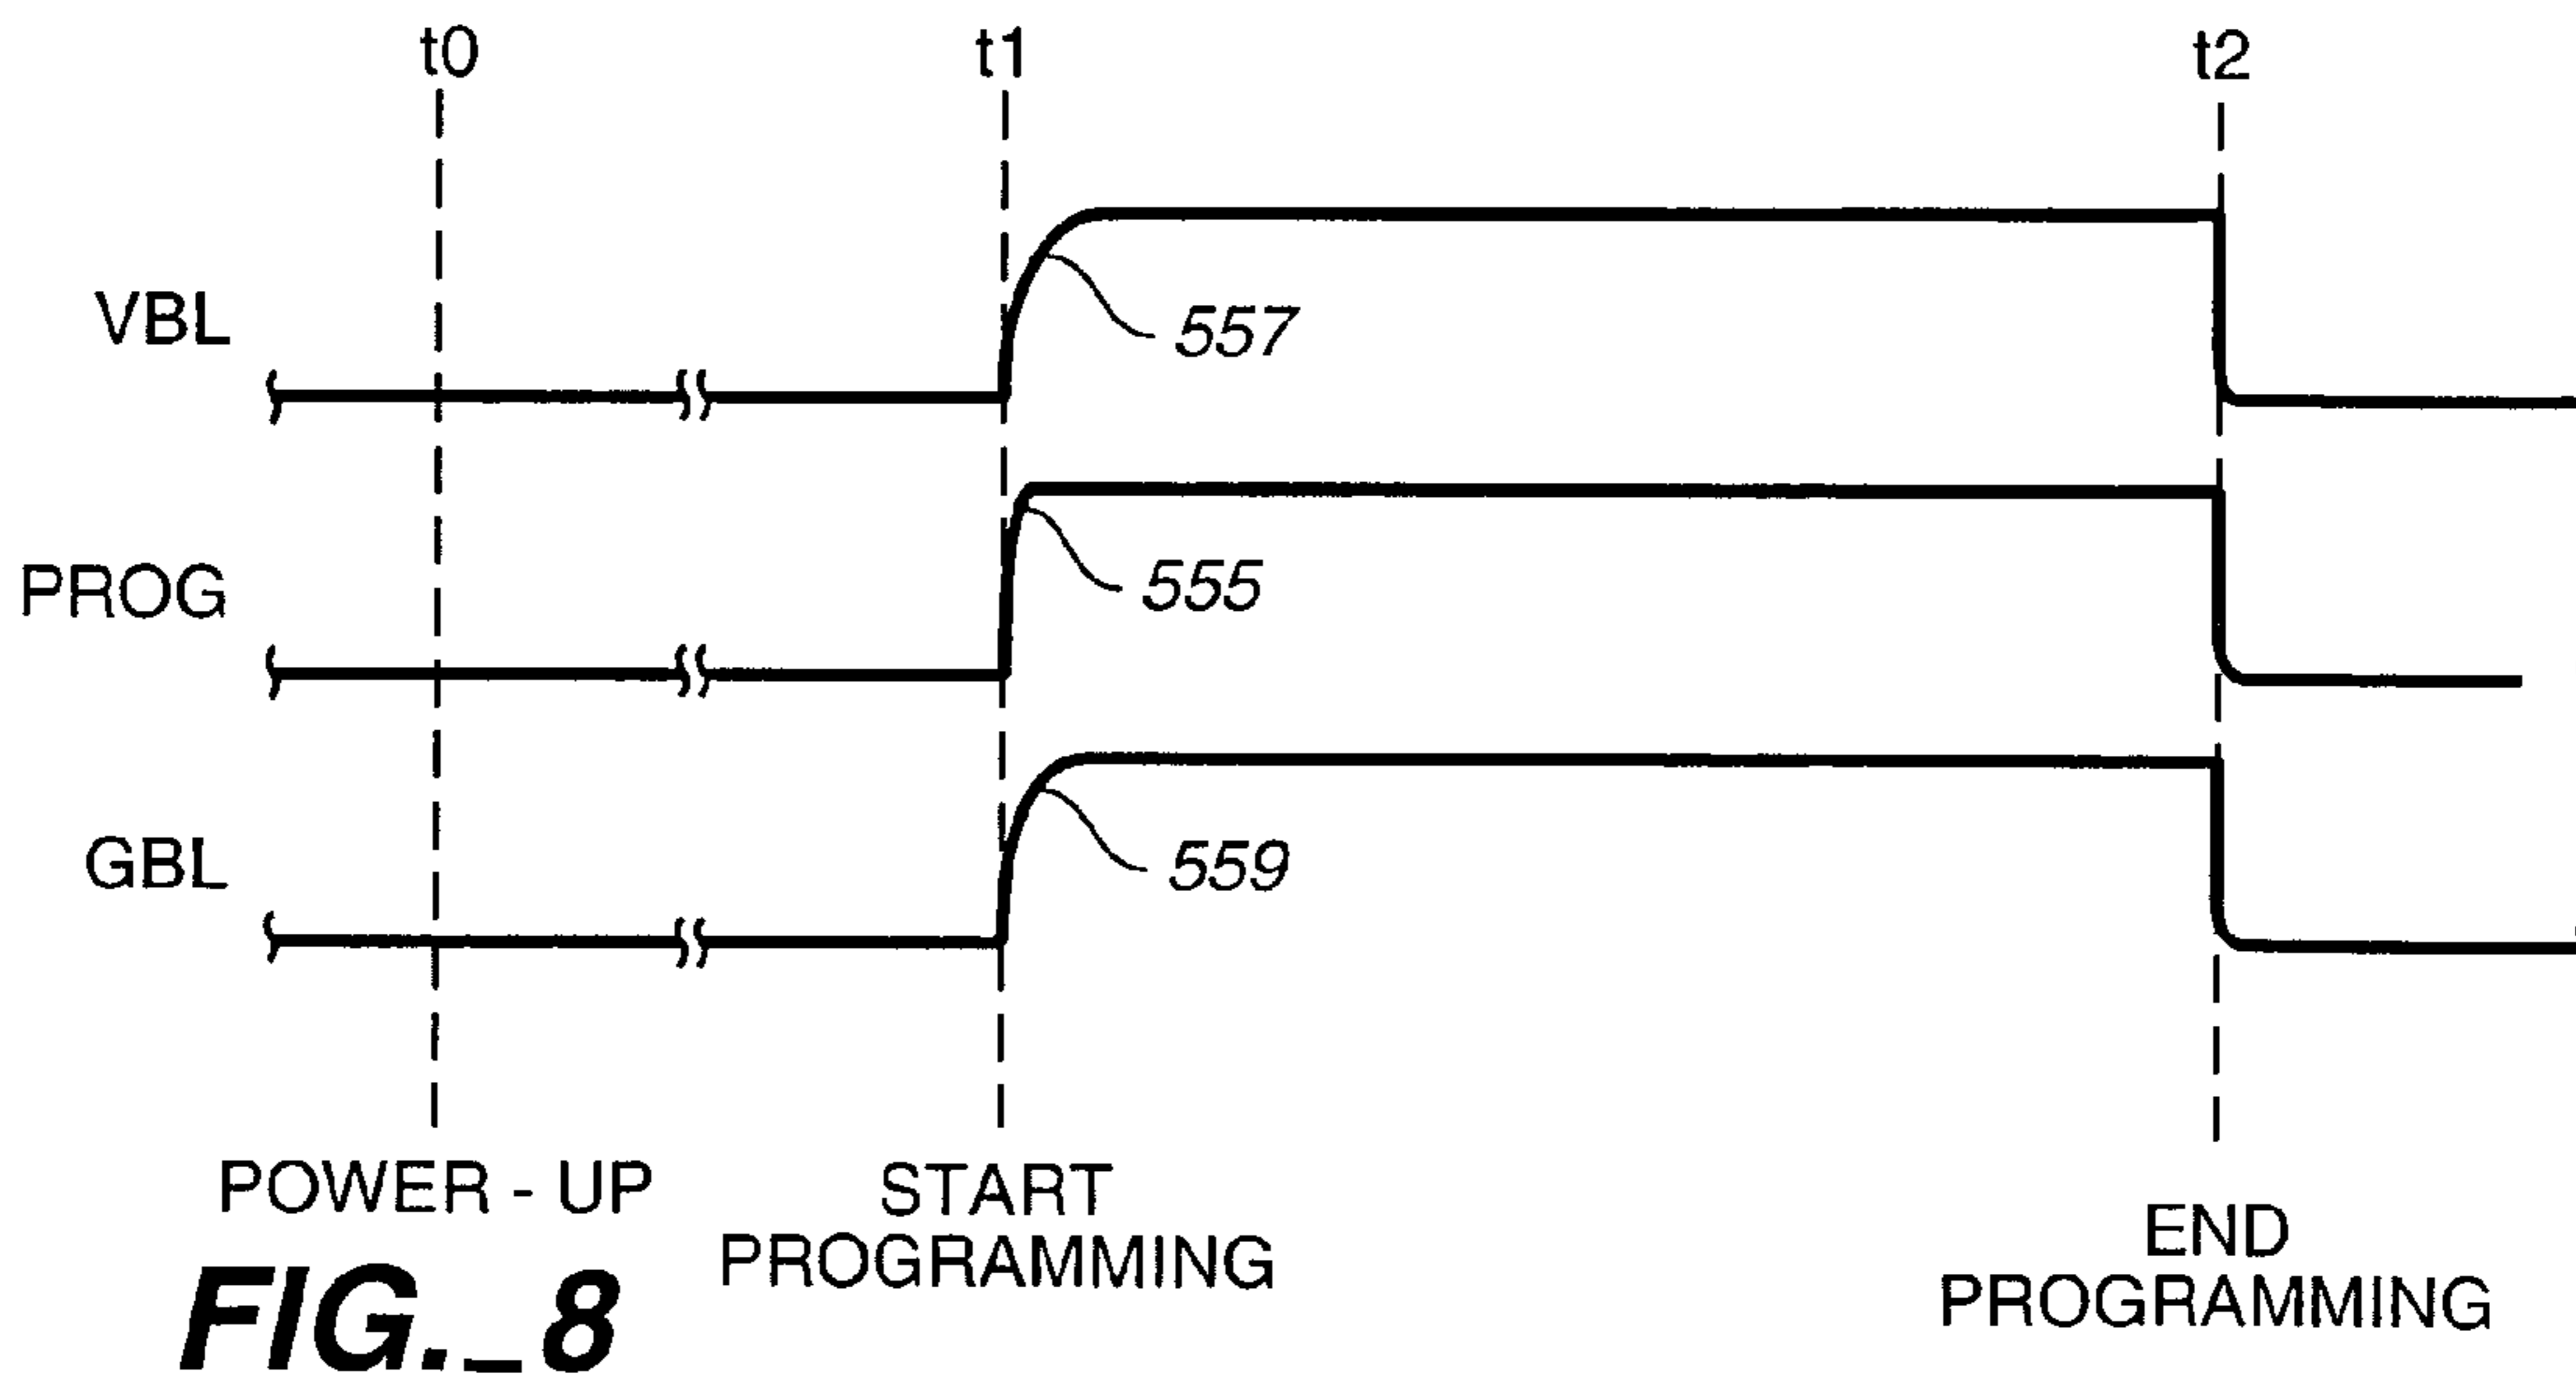 t0
t1
t2
VBL
557
PROG
555
GBL
559
POWER - UP
START
PROGRAMMING
END
PROGRAMMING
FIG._8